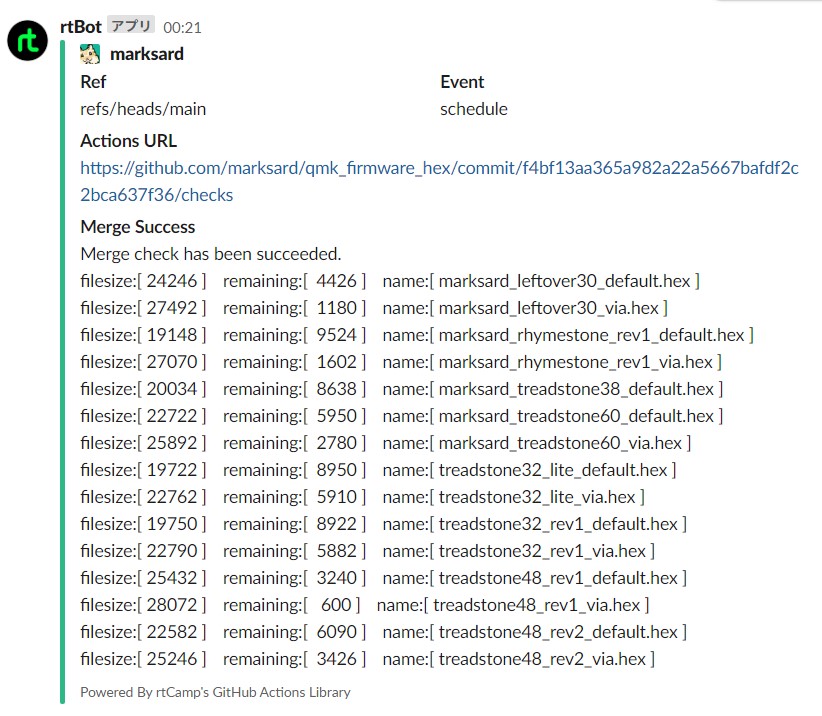 rt
rtBot アプリ 00:21
marksard
Ref Event
refs/heads/main schedule
Actions URL
https://github.com/marksard/qmk_firmware_hex/commit/f4bf13aa365a982a22a5667bafdf2c
2bca637f36/checks
Merge Success
Merge check has been succeeded.
filesize:[ 24246 ] remaining:[ 4426 ] name:[ marksard_leftover30_default.hex ]
filesize:[ 27492 ] remaining:[ 1180 ] name:[ marksard_leftover30_via.hex ]
filesize:[ 19148 ] remaining:[ 9524 ] name:[ marksard_rhymestone_rev1_default.hex ]
filesize:[ 27070 ] remaining:[ 1602 ] name:[ marksard_rhymestone_rev1_via.hex ]
filesize:[ 20034 ] remaining:[ 8638 ] name:[ marksard_treadstone38_default.hex ]
filesize:[ 22722 ] remaining:[ 5950 ] name:[ marksard_treadstone60_default.hex ]
filesize:[ 25892 ] remaining:[ 2780 ] name:[ marksard_treadstone60_via.hex ]
filesize:[ 19722 ] remaining:[ 8950 ] name:[ treadstone32_lite_default.hex ]
filesize:[ 22762 ] remaining:[ 5910 ] name:[ treadstone32_lite_via.hex ]
filesize:[ 19750 ] remaining:[ 8922 ] name:[ treadstone32_rev1_default.hex ]
filesize:[ 22790 ] remaining:[ 5882 ] name:[ treadstone32_rev1_via.hex ]
filesize:[ 25432 ] remaining:[ 3240 ] name:[ treadstone48_rev1_default.hex ]
filesize:[ 28072 ] remaining:[ 600 ] name:[ treadstone48_rev1_via.hex ]
filesize:[ 22582 ] remaining:[ 6090 ] name:[ treadstone48_rev2_default.hex ]
filesize:[ 25246 ] remaining:[ 3426 ] name:[ treadstone48_rev2_via.hex ]
Powered By rtCamp's GitHub Actions Library